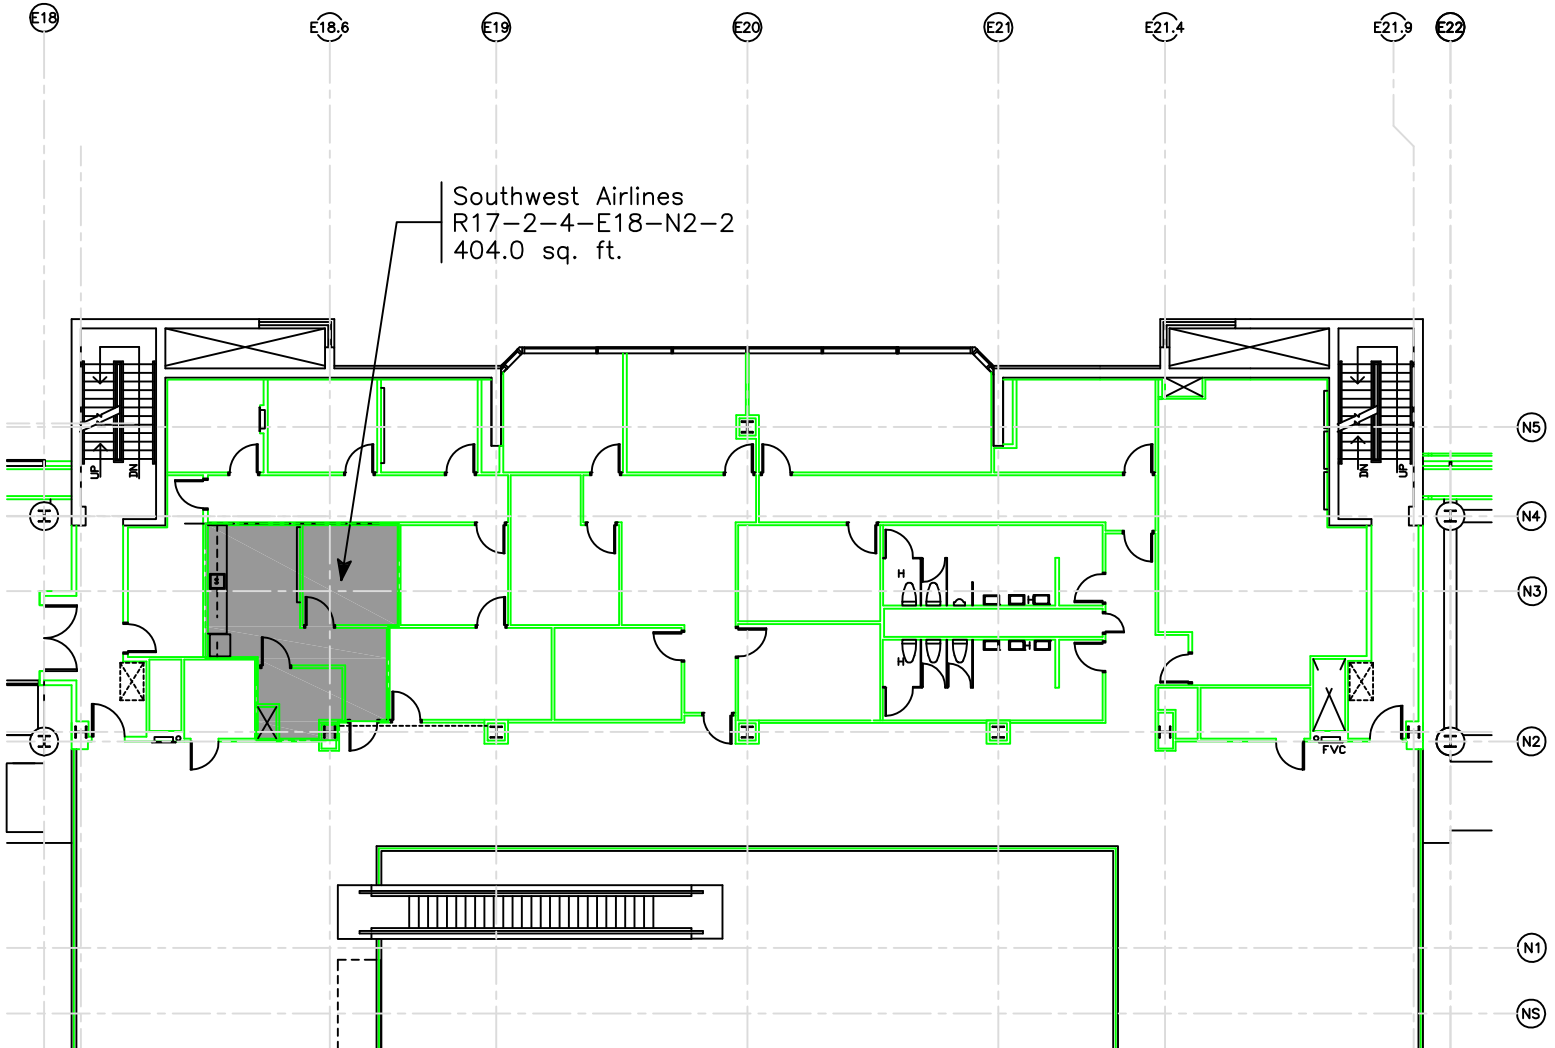 E18
E18.6
E19
E20
E21
E21.4
E21.9
E22
Southwest Airlines
R17-2-4-E18-N2-2
404.0 sq. ft.
N5
UP
DN
DN
UP
N4
H
N3
H
H
H
N2
FVC
N1
NS